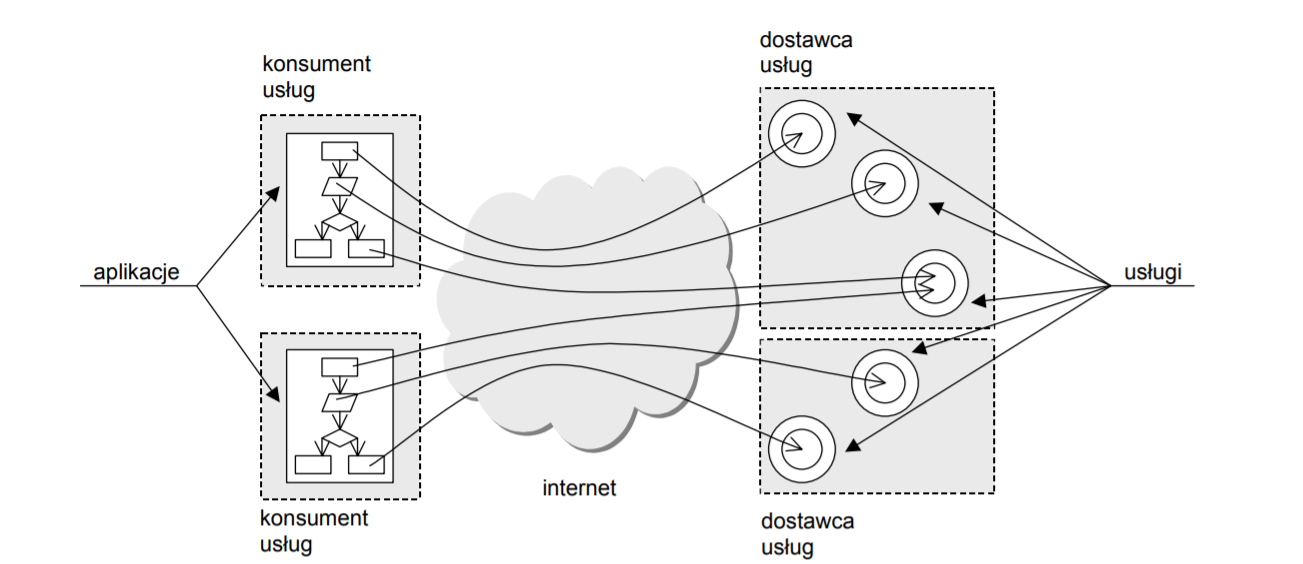 dostawca
usług
konsument
usług
aplikacje
usługi
internet
konsument
usług
dostawca
usług